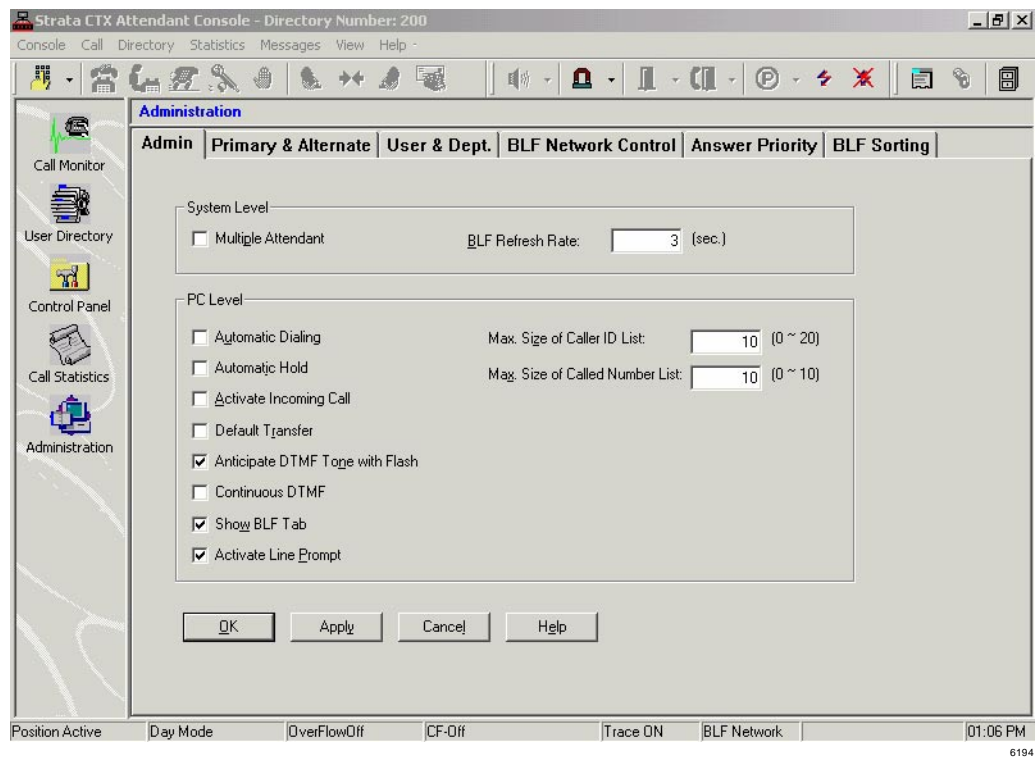 Strata CTX Attendant Console - Directory Number: 200
Console Call Directory Statistics Messages View Help
Administration
Admin Primary & Alternate User & Dept. BLF Network Control Answer Priority BLF Sorting
Call Monitor
User Directory
Control Panel
Call Statistics
Administration
System Level
Multiple Attendant BLF Refresh Rate: 3 (sec.)
PC Level
Automatic Dialing Max. Size of Caller ID List: 10 (0 ~ 20)
Automatic Hold Max. Size of Called Number List: 10 (0 ~ 10)
Activate Incoming Call
Default Transfer
Anticipate DTMF Tone with Flash
Continuous DTMF
Show BLF Tab
Activate Line Prompt
OK Apply Cancel Help
Position Active Day Mode OverFlowOff CF-Off Trace ON BLF Network 01:06 PM
6194